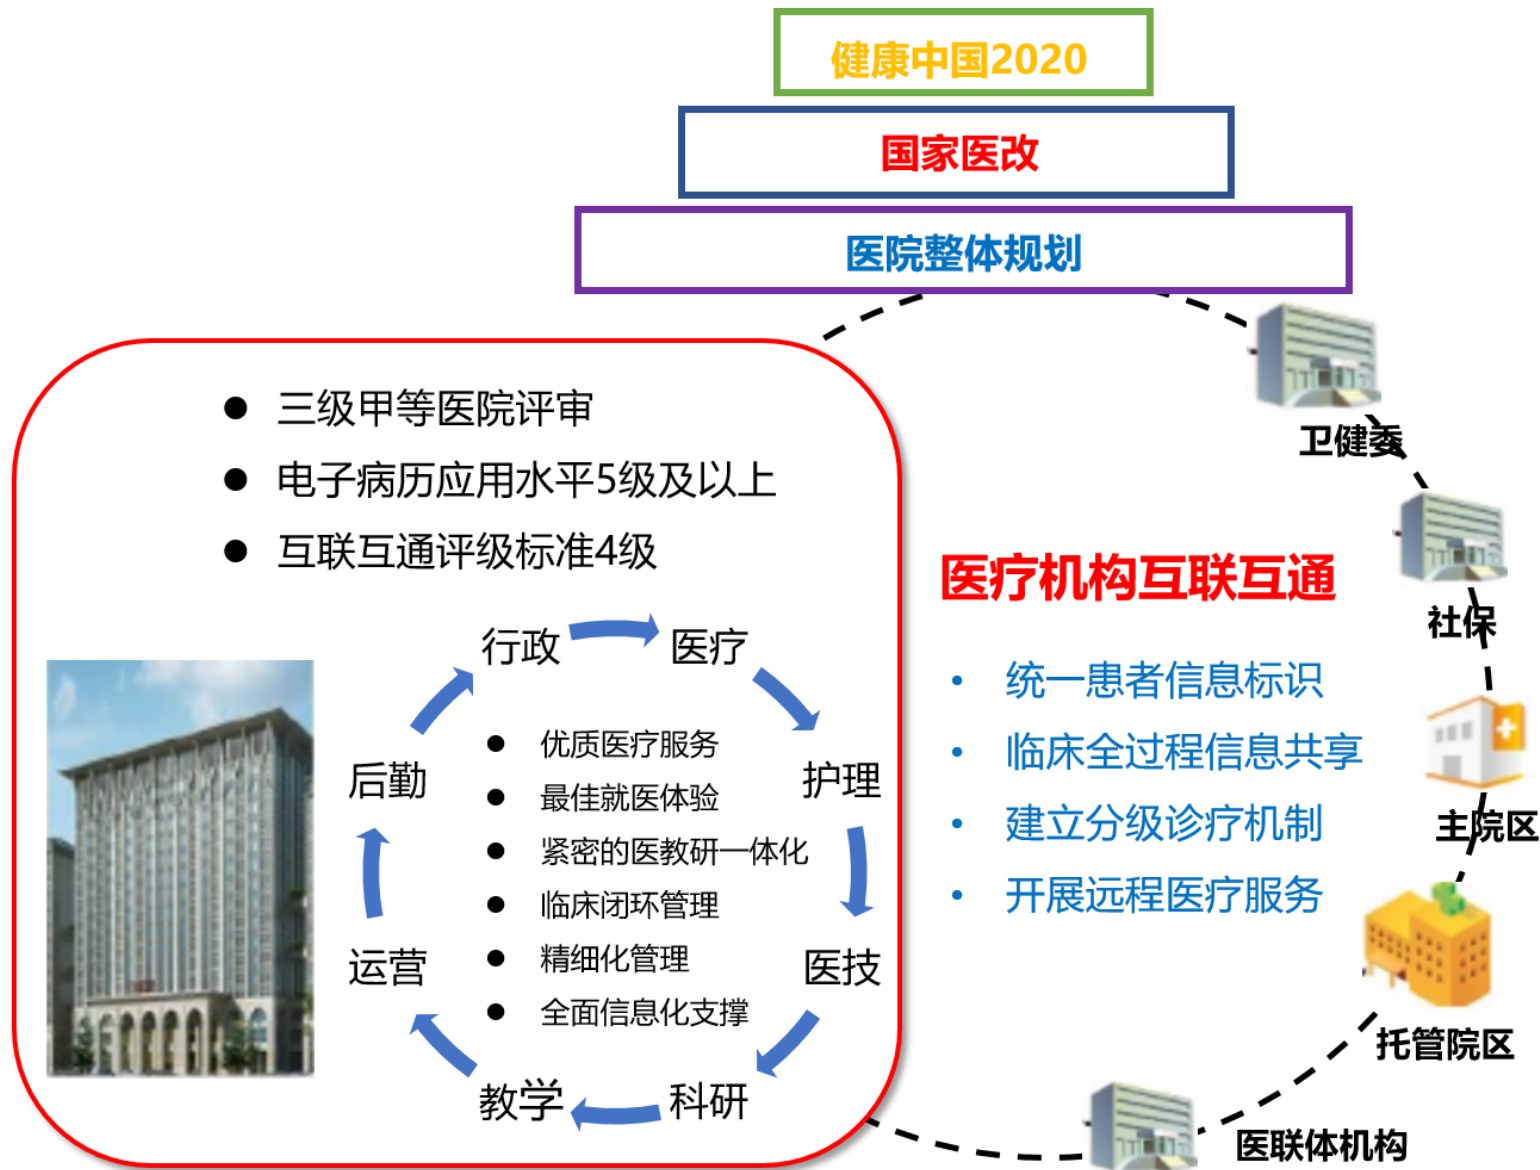 健康中国2020
国家医改
医院整体规划
三级甲等医院评审
电子病历应用水平5级及以上
互联互通评级标准4级
行政
医疗
护理
医技
科研
教学
运营
后勤
优质医疗服务
最佳就医体验
紧密的医教研一体化
临床闭环管理
精细化管理
全面信息化支撑
医疗机构互联互通
统一患者信息标识
临床全过程信息共享
建立分级诊疗机制
开展远程医疗服务
卫健委
社保
主院区
托管院区
医联体机构